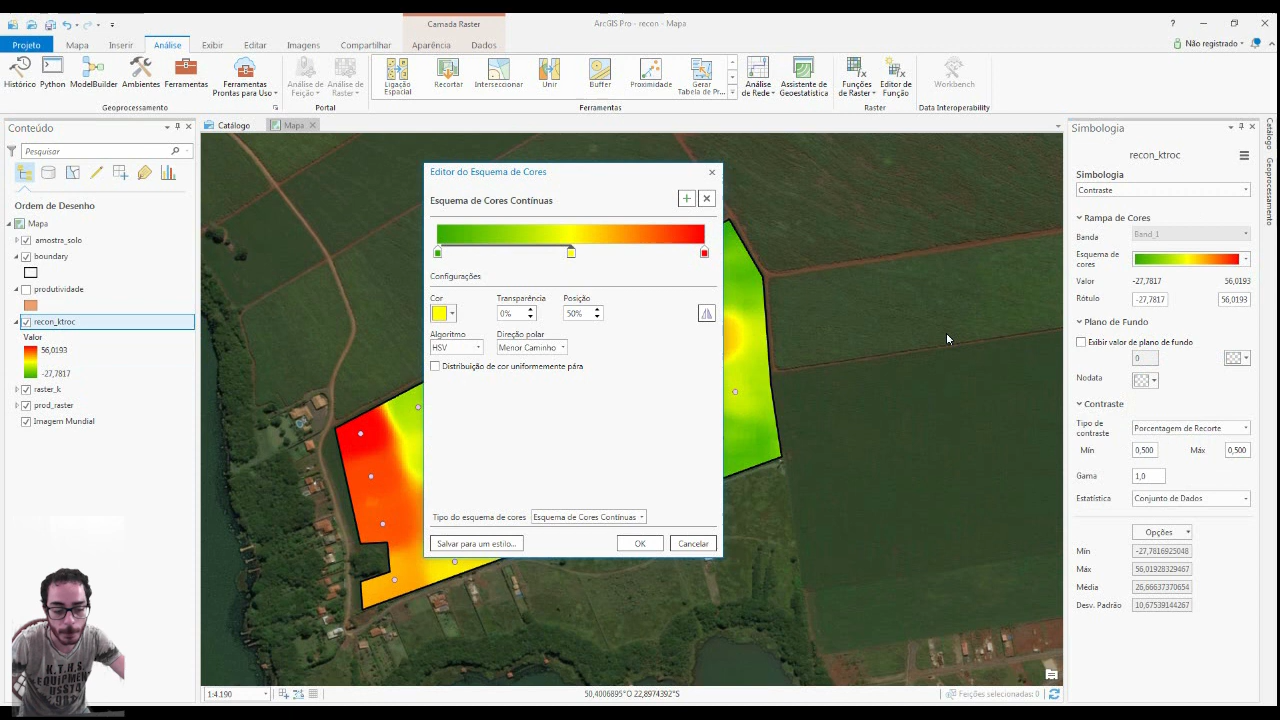 Camada Raster
ArcGIS Pro - recon - Mapa
Projeto Mapa Inserir Análise Exibir Editar Imagens Compartilhar Aparência Dados
Não registrado
Histórico Python ModelBuilder Ambientes Ferramentas Ferramentas Prontas para Uso
Análise de Feição Análise de Raster
Ligação Espacial Recortar Interseccionar Unir Buffer Proximidade Gerar Tabela de Pr...
Análise de Rede Assistente de Geoestatística Funções de Raster Editor de Função Workbench
Geoprocessamento Portal Ferramentas Raster Data Interoperability
Conteúdo
Pesquisar
Ordem de Desenho
Mapa
amostra_solo
boundary
produtividade
recon_ktroc
Valor
56,0193
-27,7817
raster_k
prod_raster
Imagem Mundial
Catálogo Mapa
Editor do Esquema de Cores
Esquema de Cores Contínuas
Configurações
Cor Transparência Posição
0% 50%
Algoritmo Direção polar
HSV Menor Caminho
Distribuição de cor uniformemente pára
Tipo do esquema de cores Esquema de Cores Contínuas
Salvar para um estilo... OK Cancelar
K.T.H.S
1:4.190
50,4006895°O 22,8974392°S
Feições selecionadas: 0
Simbologia
recon_ktroc
Simbologia
Contraste
Rampa de Cores
Banda Band_1
Esquema de cores
Valor -27,7817 56,0193
Rótulo -27,7817 56,0193
Plano de Fundo
Exibir valor de plano de fundo
0
Nodata
Contraste
Tipo de contraste Porcentagem de Recorte
Mín 0,500 Máx 0,500
Gama 1,0
Estatística Conjunto de Dados
Opções
Mín -27,7816925048
Máx 56,01928329467
Média 26,66637370654
Desv. Padrão 10,67539144267
Catálogo
Geoprocessamento